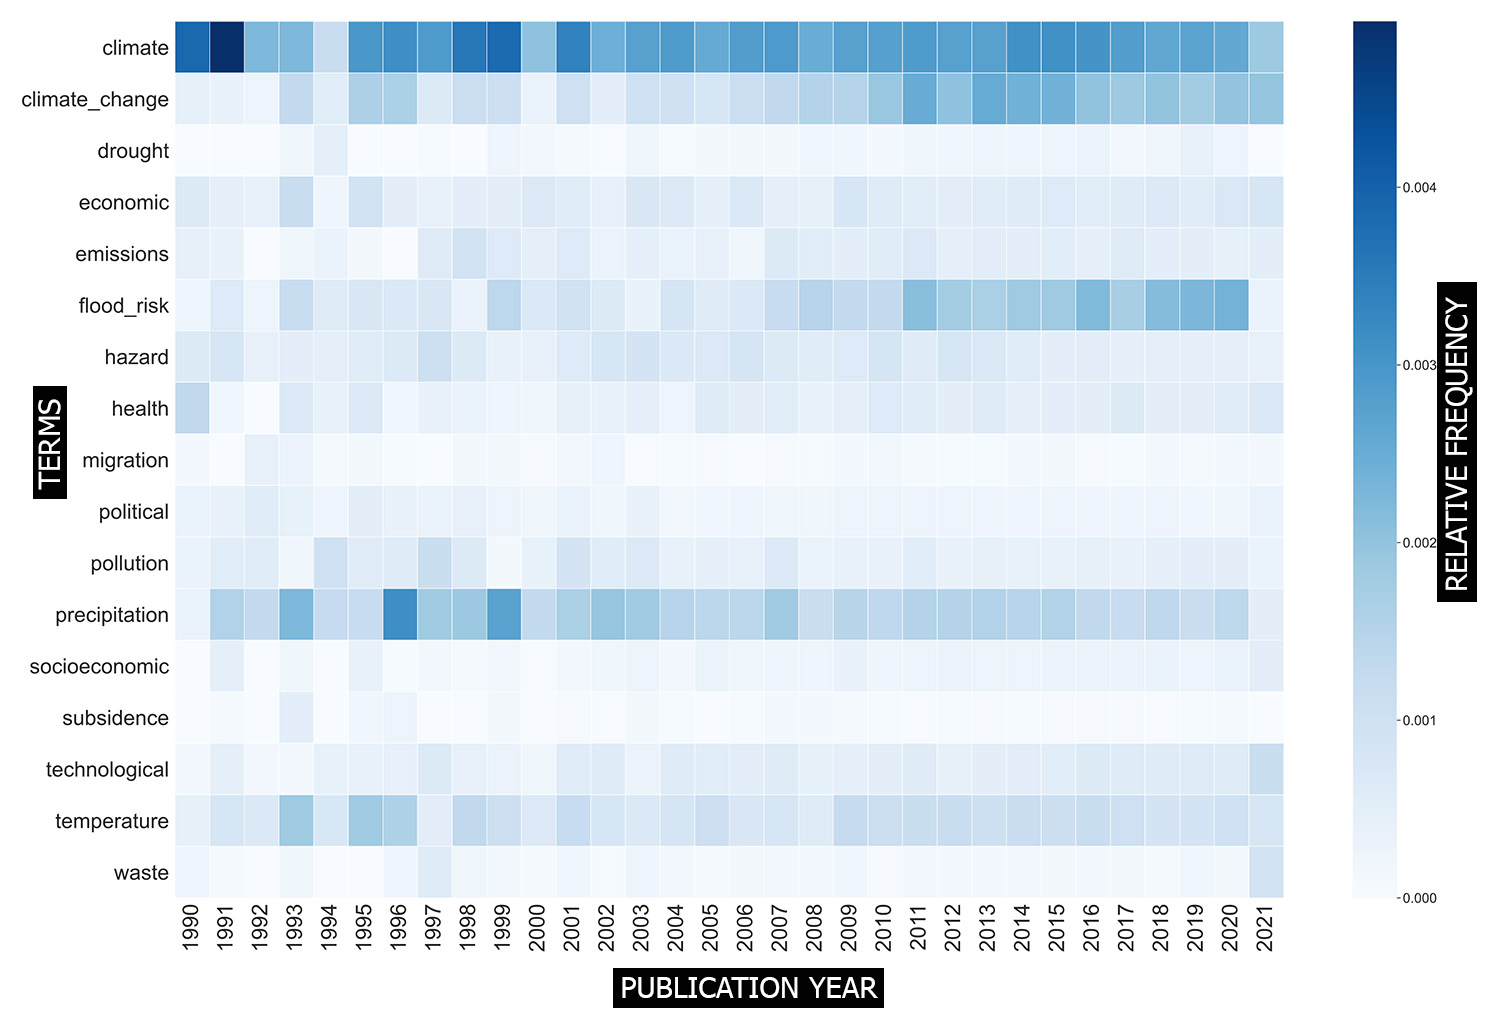 climate
climate_change
drought
economic
emissions
flood_risk
hazard
health
migration
political
pollution
precipitation
socioeconomic
subsidence
technological
temperature
waste
TERMS
1990 1991 1992 1993 1994 1995 1996 1997 1998 1999 2000 2001 2002 2003 2004 2005 2006 2007 2008 2009 2010 2011 2012 2013 2014 2015 2016 2017 2018 2019 2020 2021
PUBLICATION YEAR
0.004
0.003
0.002
0.001
0.000
RELATIVE FREQUENCY